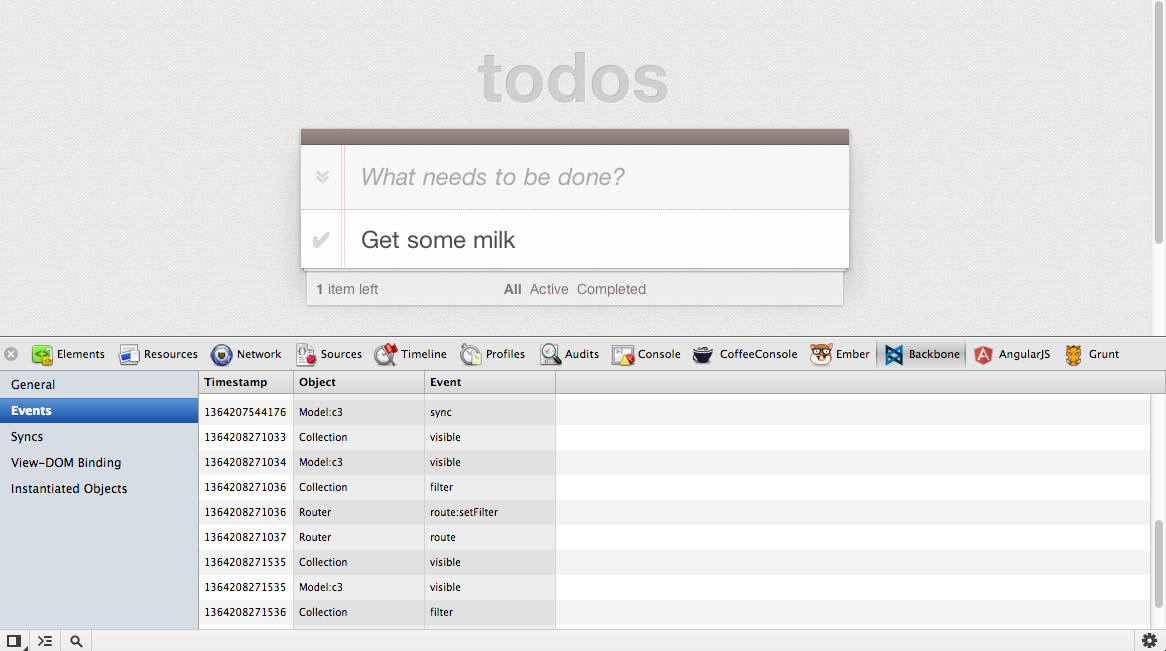 todos
What needs to be done?
Get some milk
1 item left All Active Completed
Elements Resources Network Sources Timeline Profiles Audits Console CoffeeConsole Ember Backbone AngularJS Grunt
General
Events
Syncs
View-DOM Binding
Instantiated Objects
Timestamp Object Event
1364207544176 Model:c3 sync
1364208271033 Collection visible
1364208271034 Model:c3 visible
1364208271036 Collection filter
1364208271036 Router route:setFilter
1364208271037 Router route
1364208271535 Collection visible
1364208271535 Model:c3 visible
1364208271536 Collection filter